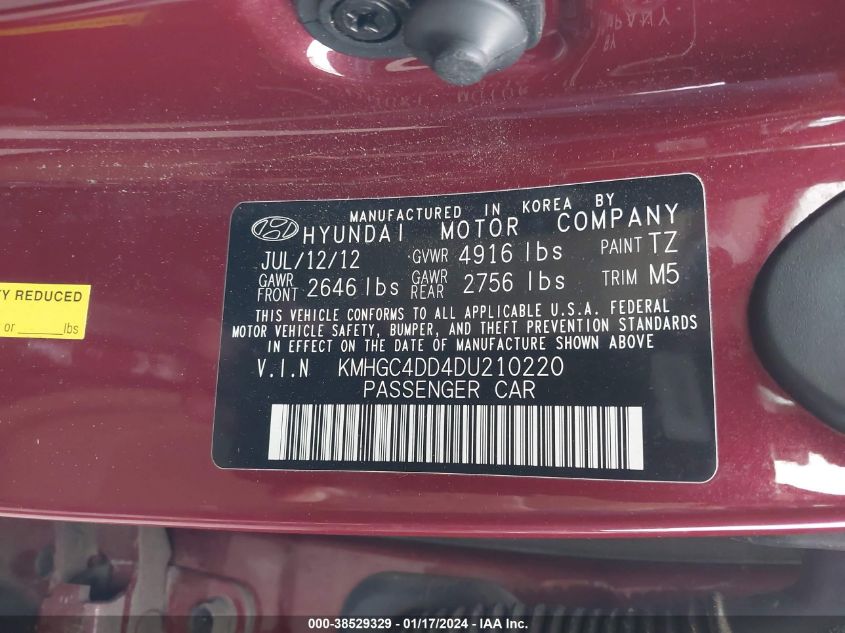 MANUFACTURED IN KOREA BY
HYUNDAI MOTOR COMPANY
JUL/12/12 GVWR 4916 lbs PAINT TZ
GAWR FRONT 2646 lbs GAWR REAR 2756 lbs TRIM M5
THIS VEHICLE CONFORMS TO ALL APPLICABLE U.S.A. FEDERAL
MOTOR VEHICLE SAFETY, BUMPER, AND THEFT PREVENTION STANDARDS
IN EFFECT ON THE DATE OF MANUFACTURE SHOWN ABOVE
V.I.N KMHGC4DD4DU210220
PASSENGER CAR
TY REDUCED
or ______lbs
000-38529329 - 01/17/2024 - IAA Inc.